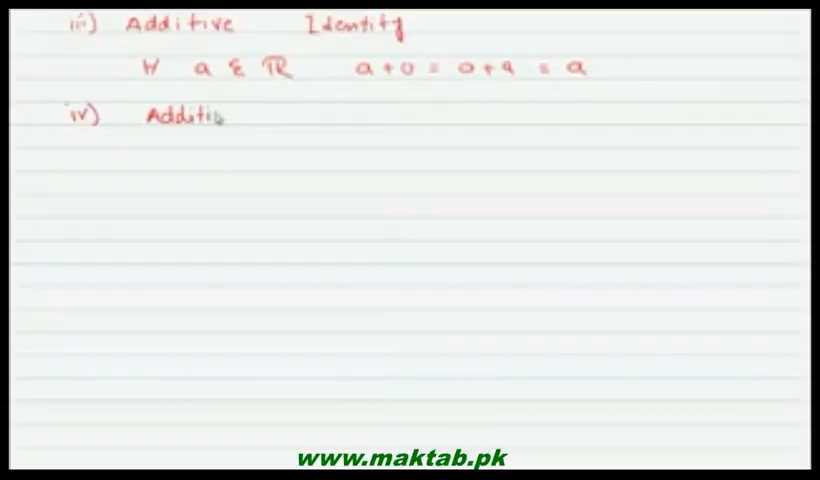 iii) Additive Identity
∀ a ε ℝ a + 0 = 0 + a = a
iv) Additi
www.maktab.pk